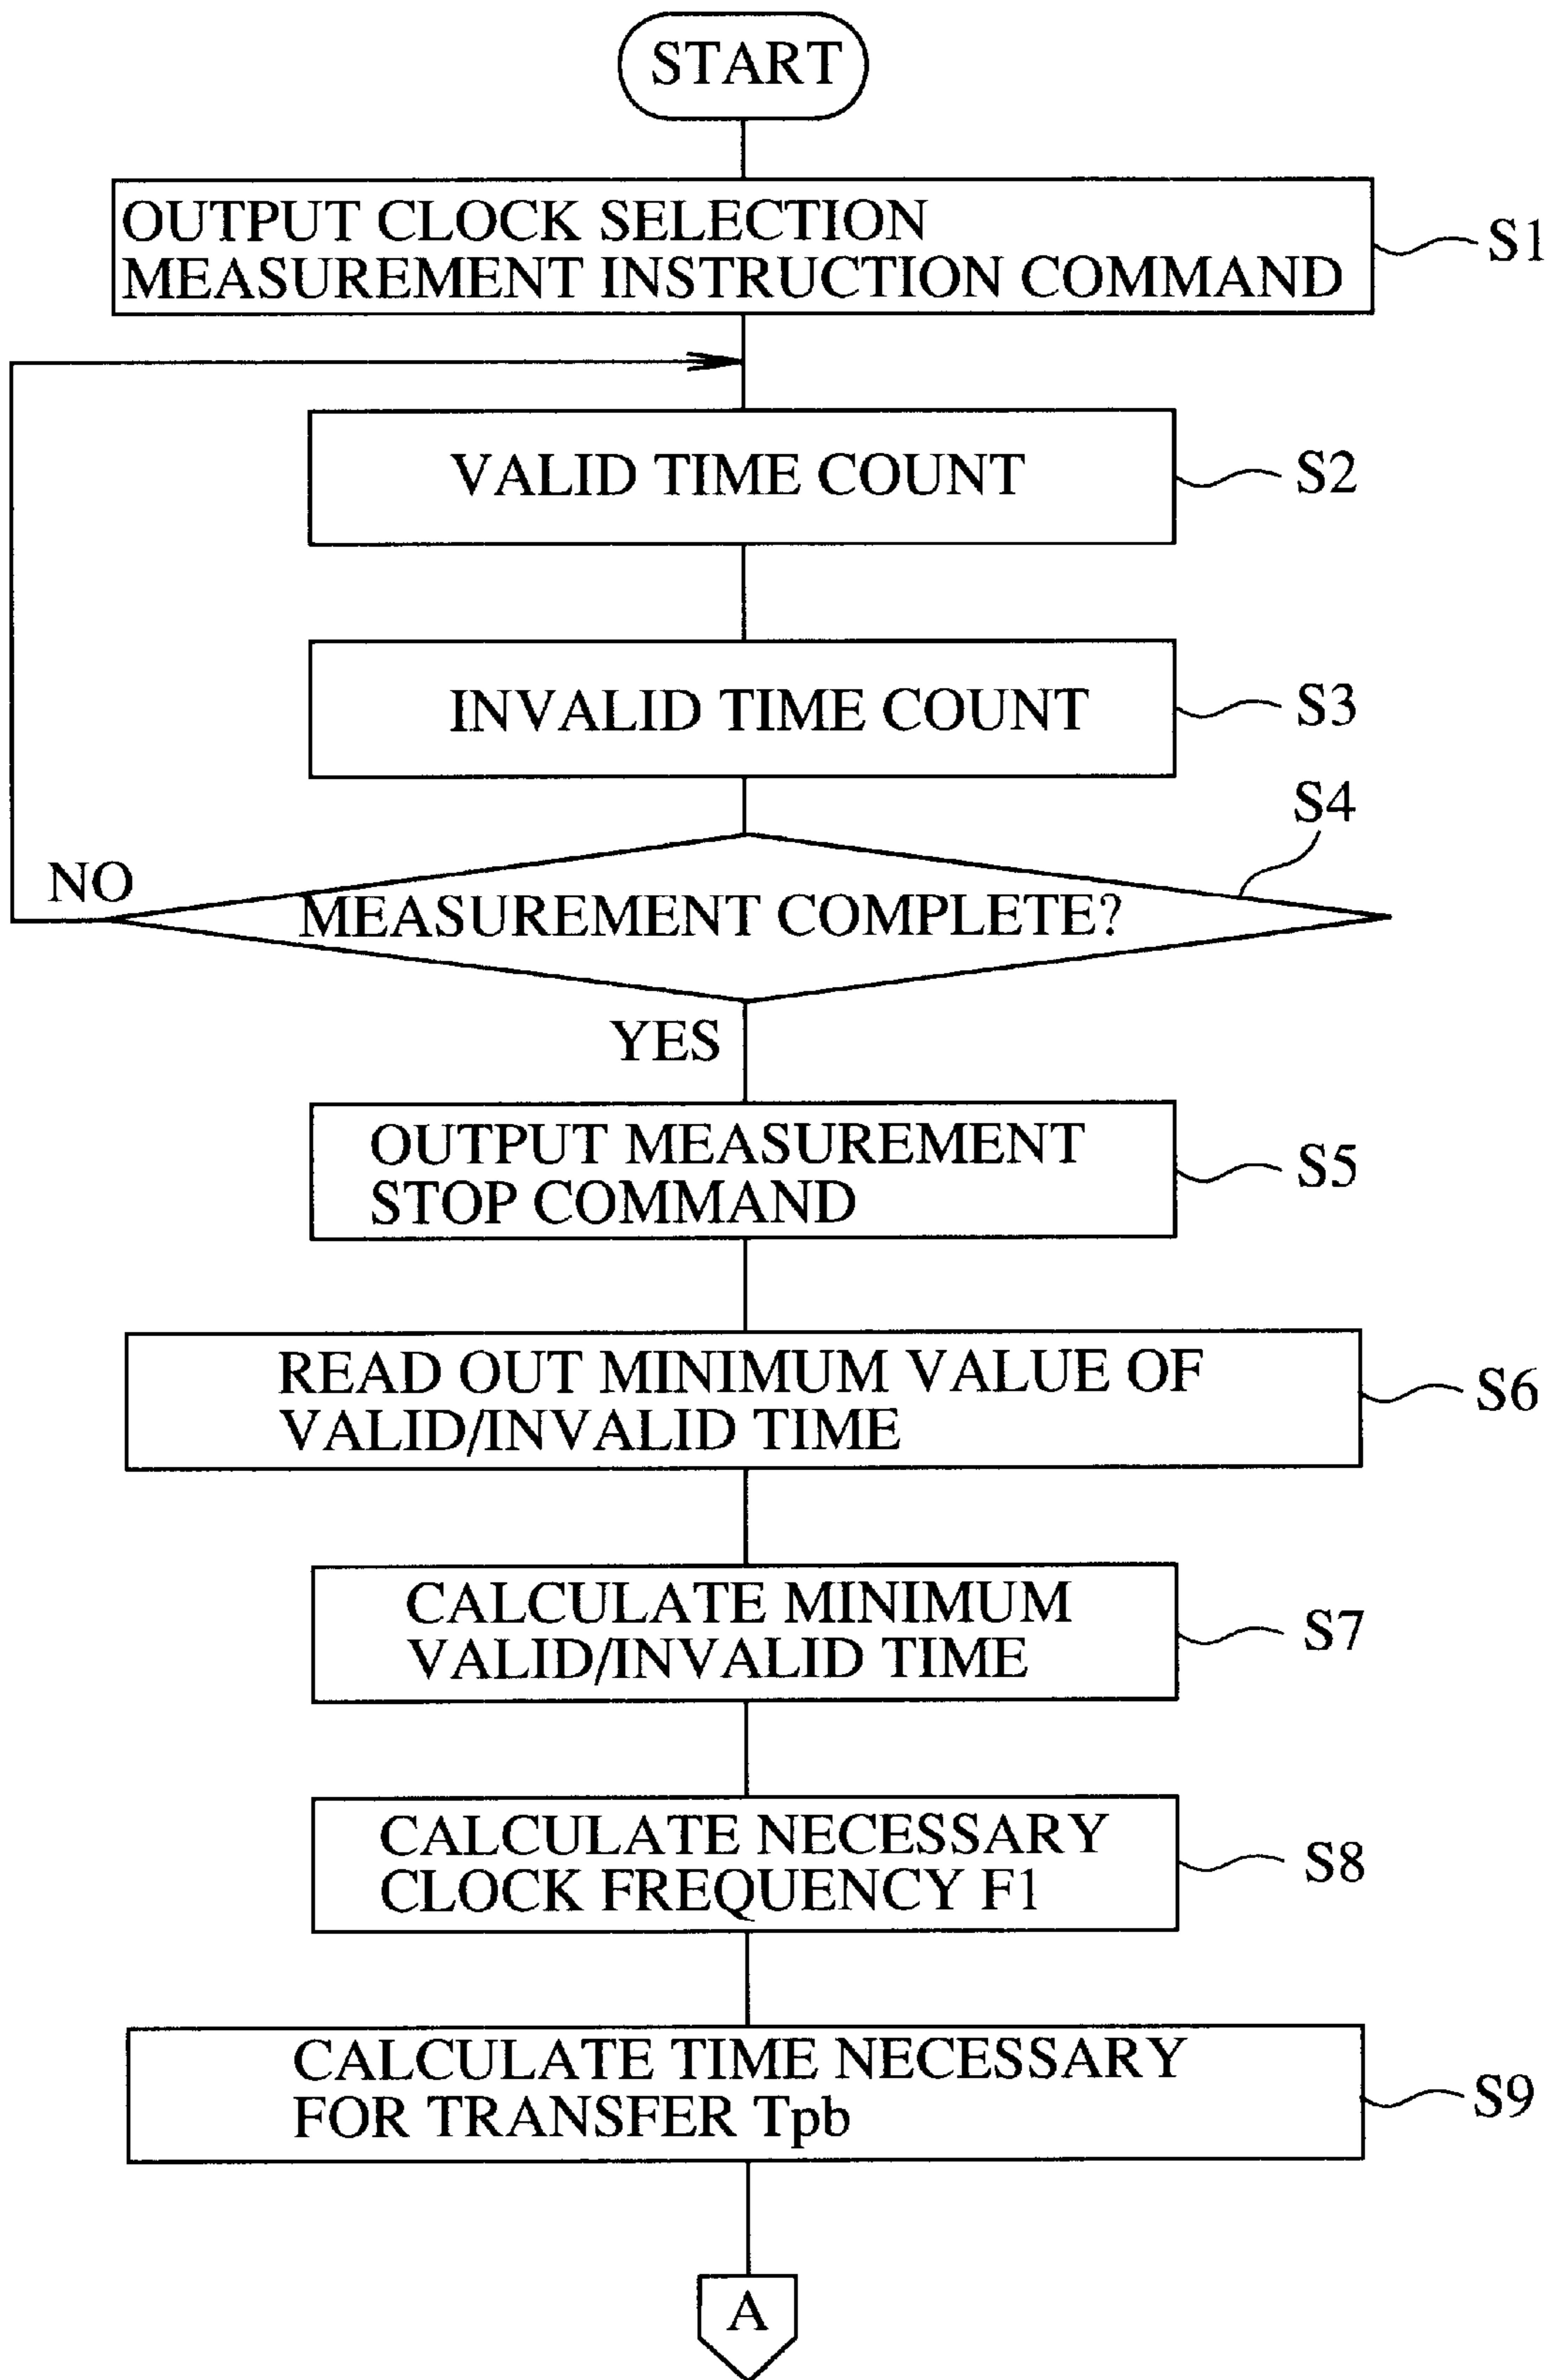 START
OUTPUT CLOCK SELECTION
MEASUREMENT INSTRUCTION COMMAND
S1
VALID TIME COUNT
S2
INVALID TIME COUNT
S3
S4
NO
MEASUREMENT COMPLETE?
YES
OUTPUT MEASUREMENT
STOP COMMAND
S5
READ OUT MINIMUM VALUE OF
VALID/INVALID TIME
S6
CALCULATE MINIMUM
VALID/INVALID TIME
S7
CALCULATE NECESSARY
CLOCK FREQUENCY F1
S8
CALCULATE TIME NECESSARY
FOR TRANSFER Tpb
S9
A